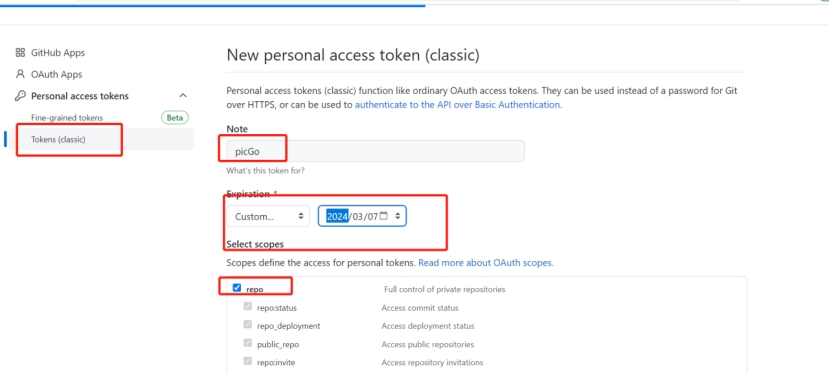 GitHub Apps
OAuth Apps
Personal access tokens
Fine-grained tokens Beta
Tokens (classic)
New personal access token (classic)
Personal access tokens (classic) function like ordinary OAuth access tokens. They can be used instead of a password for Git
over HTTPS, or can be used to authenticate to the API over Basic Authentication.
Note
picGo
What's this token for?
Expiration *
Custom... 2024/03/07
Select scopes
Scopes define the access for personal tokens. Read more about OAuth scopes.
repo Full control of private repositories
repo:status Access commit status
repo_deployment Access deployment status
public_repo Access public repositories
repo:invite Access repository invitations